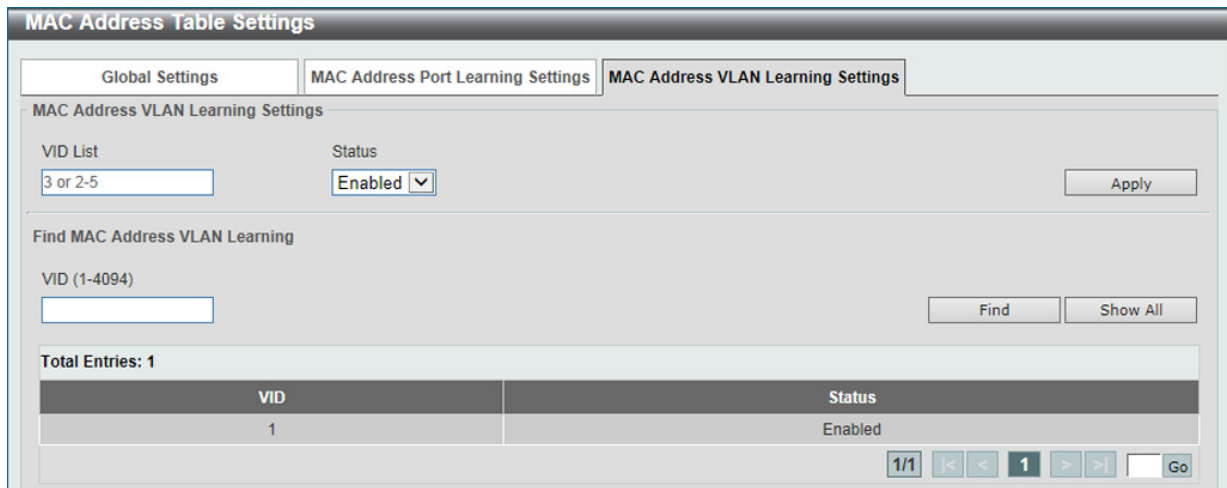 MAC Address Table Settings
Global Settings MAC Address Port Learning Settings MAC Address VLAN Learning Settings
MAC Address VLAN Learning Settings
VID List Status
3 or 2-5 Enabled Apply
Find MAC Address VLAN Learning
VID (1-4094)
Find Show All
Total Entries: 1
VID Status
1 Enabled
1/1 |< < 1 > >| Go